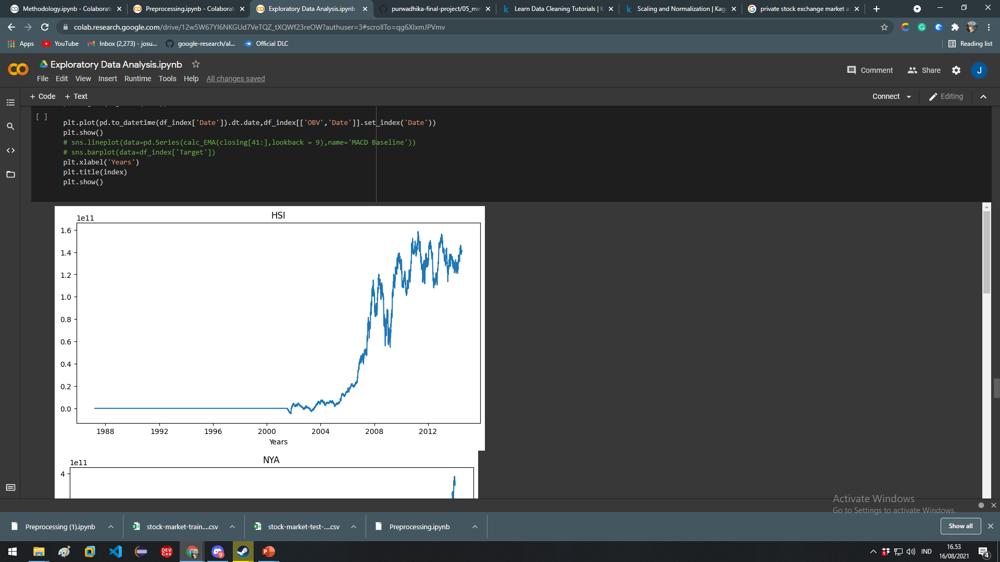 Methodology.ipynb - Colaborato
Preprocessing.ipynb - Colaborat
Exploratory Data Analysis.ipynb
purwadhika-final-project/05_me
Learn Data Cleaning Tutorials | K
Scaling and Normalization | Kagg
private stock exchange market a
colab.research.google.com/drive/12w5W67Yl6NKGUd7VeTQZ_tXQWf23reOW?authuser=3#scrollTo=qg6XlxmJPVmv
Apps
YouTube
Inbox (2,273) - josu...
google-research/al...
Official DLC
Reading list
Exploratory Data Analysis.ipynb
File Edit View Insert Runtime Tools Help All changes saved
Comment
Share
J
+ Code + Text
Connect
Editing
[ ]
plt.plot(pd.to_datetime(df_index['Date']).dt.date,df_index[['OBV','Date']].set_index('Date'))
plt.show()
# sns.lineplot(data=pd.Series(calc_EMA(closing[41:],lookback = 9),name='MACD Baseline'))
# sns.barplot(data=df_index['Target'])
plt.xlabel('Years')
plt.title(index)
plt.show()
HSI
1e11
1.6
1.4
1.2
1.0
0.8
0.6
0.4
0.2
0.0
1988 1992 1996 2000 2004 2008 2012
Years
NYA
1e11
4
Activate Windows
Go to Settings to activate Windows.
Preprocessing (1).ipynb
stock-market-train....csv
stock-market-test-....csv
Preprocessing.ipynb
Show all
DEV
C++
9
P
1
IND
16.53
16/08/2021
4